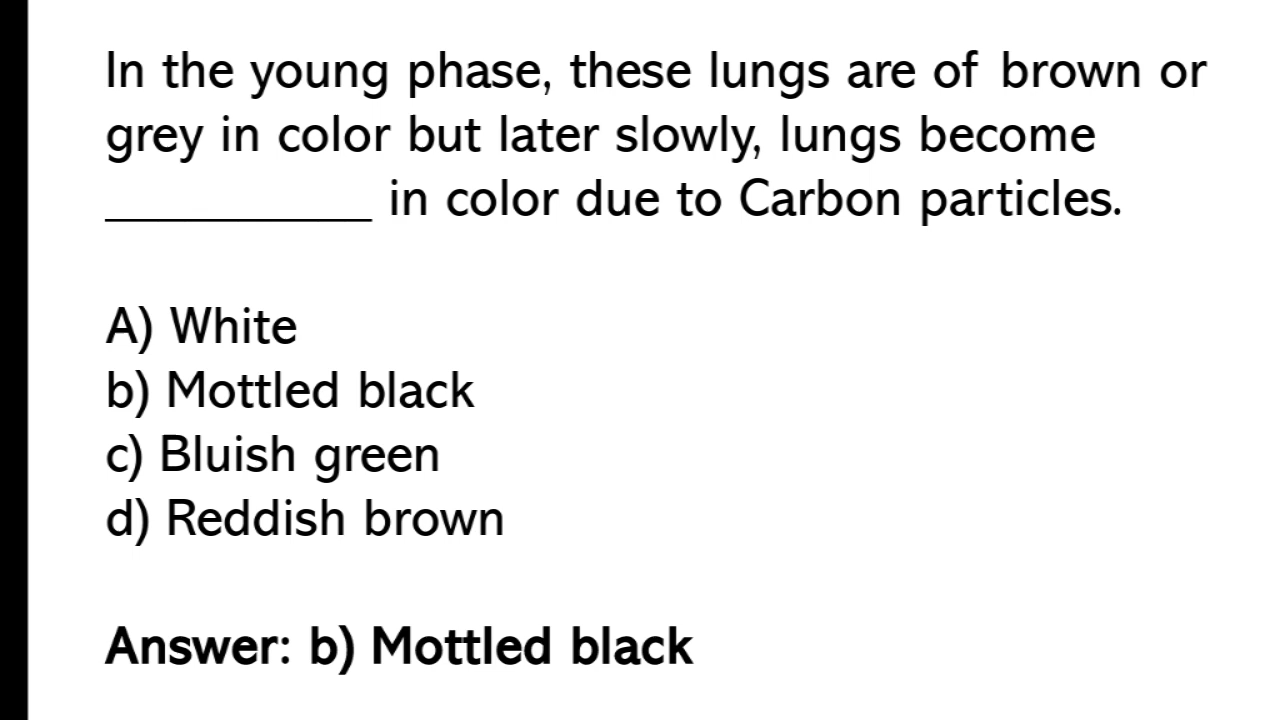 In the young phase, these lungs are of brown or
grey in color but later slowly, lungs become
__________ in color due to Carbon particles.
A) White
b) Mottled black
c) Bluish green
d) Reddish brown
Answer: b) Mottled black